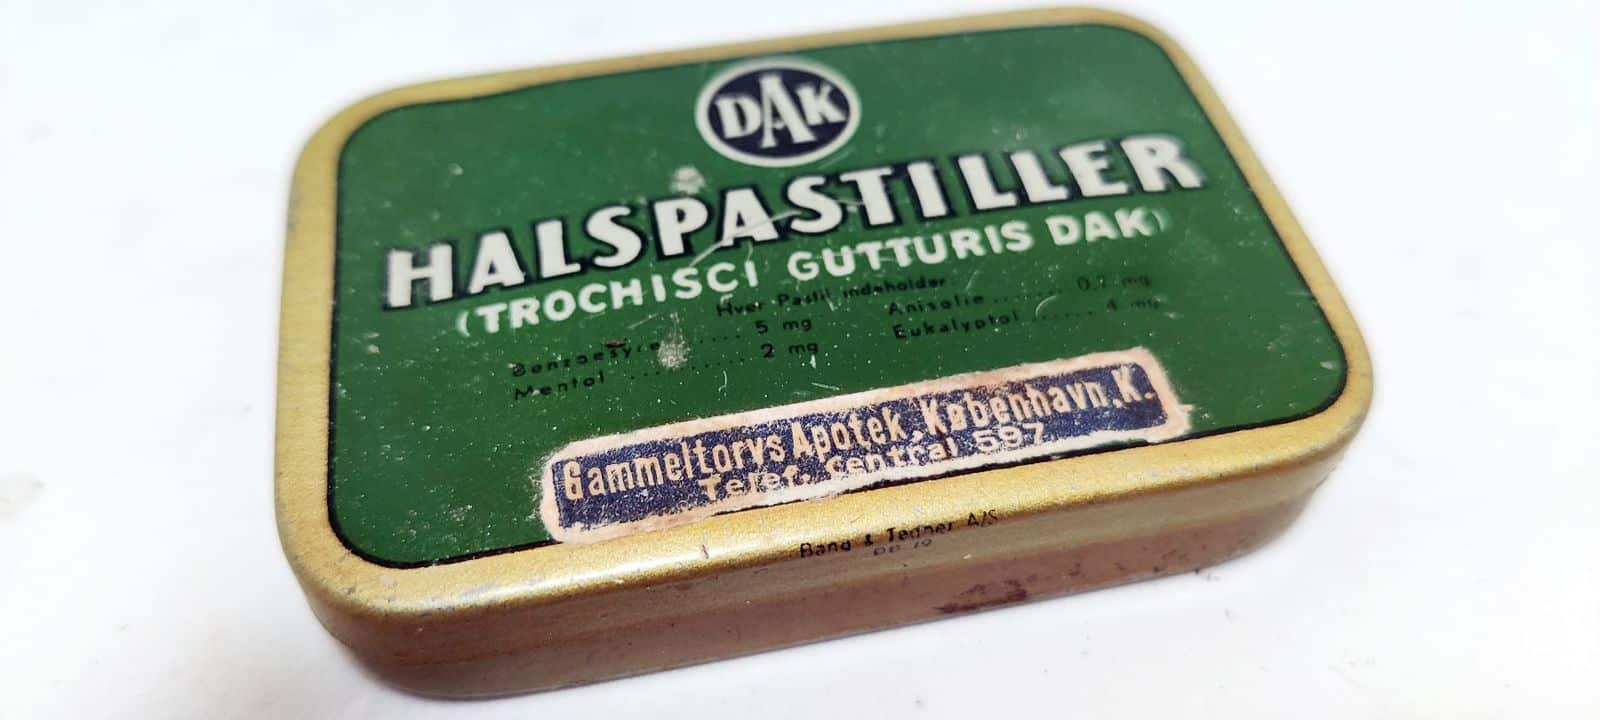 DAK
HALSPASTILLER
(TROCHISCI GUTTURIS DAK)
Hver Pastil indeholder
Benzoesyre ........ 5 mg
Mentol ........... 2 mg
Anisolie ........ 0.2 mg
Eukalyptol ...... 4 mg
Gammeltorvs Apotek, København.K.
Telef. Central 597
Bang & Tegner A/S